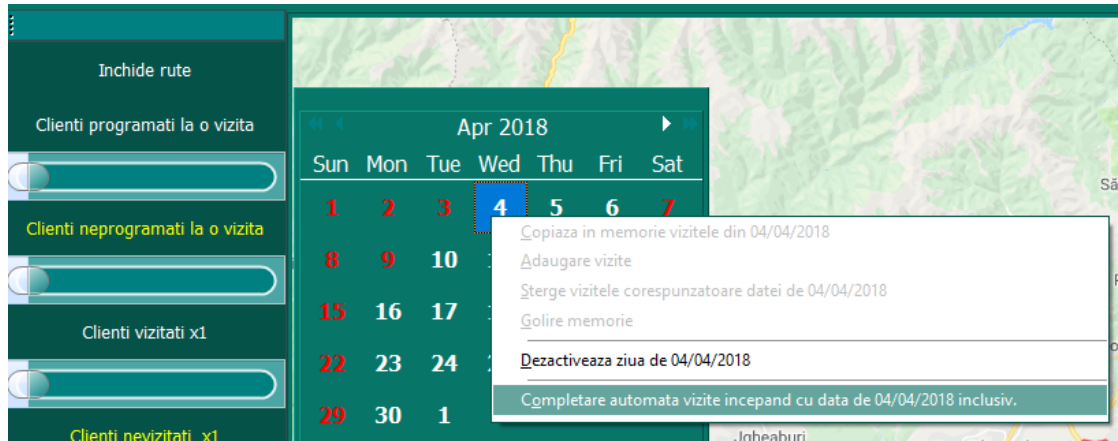 Inchide rute
Clienti programati la o vizita
Clienti neprogramati la o vizita
Clienti vizitati x1
Clienti nevizitati x1
Apr 2018
Sun Mon Tue Wed Thu Fri Sat
1 2 3 4 5 6 7
8 9 10
15 16 17
22 23 24
29 30 1
Copiaza in memorie vizitele din 04/04/2018
Adaugare vizite
Sterge vizitele corespunzatoare datei de 04/04/2018
Golire memorie
Dezactiveaza ziua de 04/04/2018
Completare automata vizite incepand cu data de 04/04/2018 inclusiv.
Să
Jgheaburi